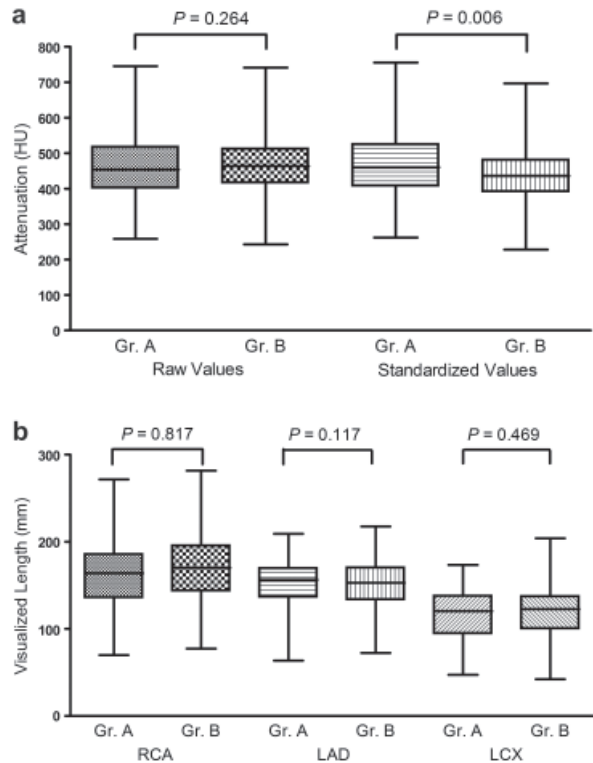 a
P = 0.264 P = 0.006
800
700
600
500
400
300
200
100
0
Attenuation (HU)
Gr. A Gr. B Gr. A Gr. B
Raw Values Standardized Values
b
P = 0.817 P = 0.117 P = 0.469
300
200
100
0
Visualized Length (mm)
Gr. A Gr. B Gr. A Gr. B Gr. A Gr. B
RCA LAD LCX